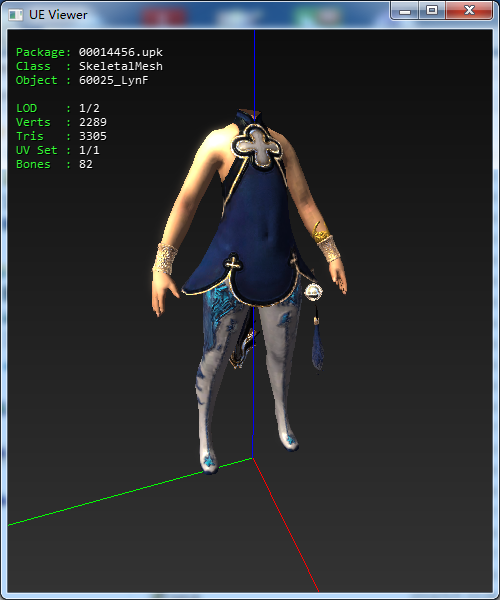 UE Viewer
Package: 00014456.upk
Class : SkeletalMesh
Object : 60025_LynF
LOD : 1/2
Verts : 2289
Tris : 3305
UV Set : 1/1
Bones : 82